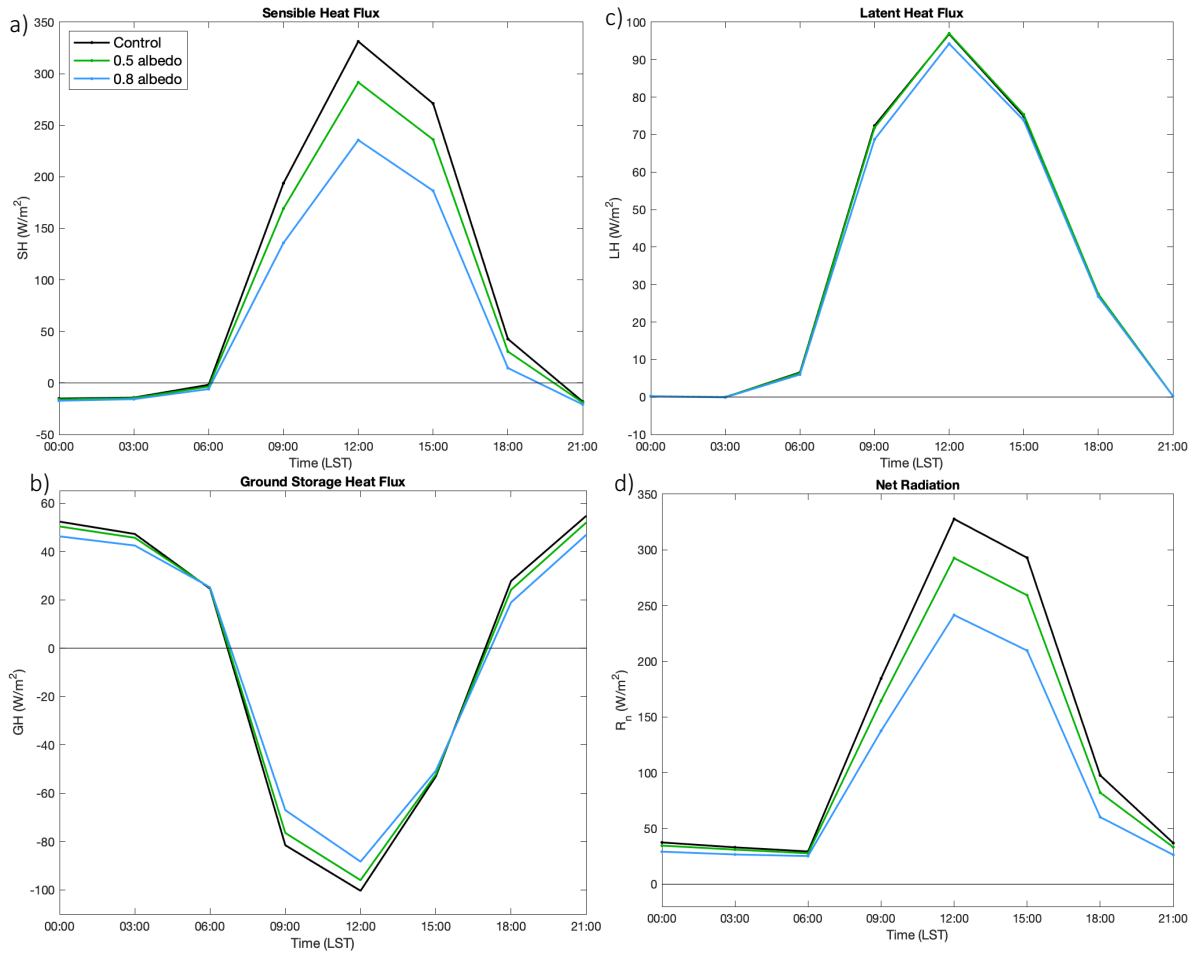 a)
Sensible Heat Flux
Control
0.5 albedo
0.8 albedo
350
300
250
200
150
100
50
0
-50
SH (W/m²)
00:00 03:00 06:00 09:00 12:00 15:00 18:00 21:00
Time (LST)
c)
Latent Heat Flux
100
90
80
70
60
50
40
30
20
10
0
-10
LH (W/m²)
00:00 03:00 06:00 09:00 12:00 15:00 18:00 21:00
Time (LST)
b)
Ground Storage Heat Flux
60
40
20
0
-20
-40
-60
-80
-100
GH (W/m²)
00:00 03:00 06:00 09:00 12:00 15:00 18:00 21:00
Time (LST)
d)
Net Radiation
350
300
250
200
150
100
50
0
Rₙ (W/m²)
00:00 03:00 06:00 09:00 12:00 15:00 18:00 21:00
Time (LST)